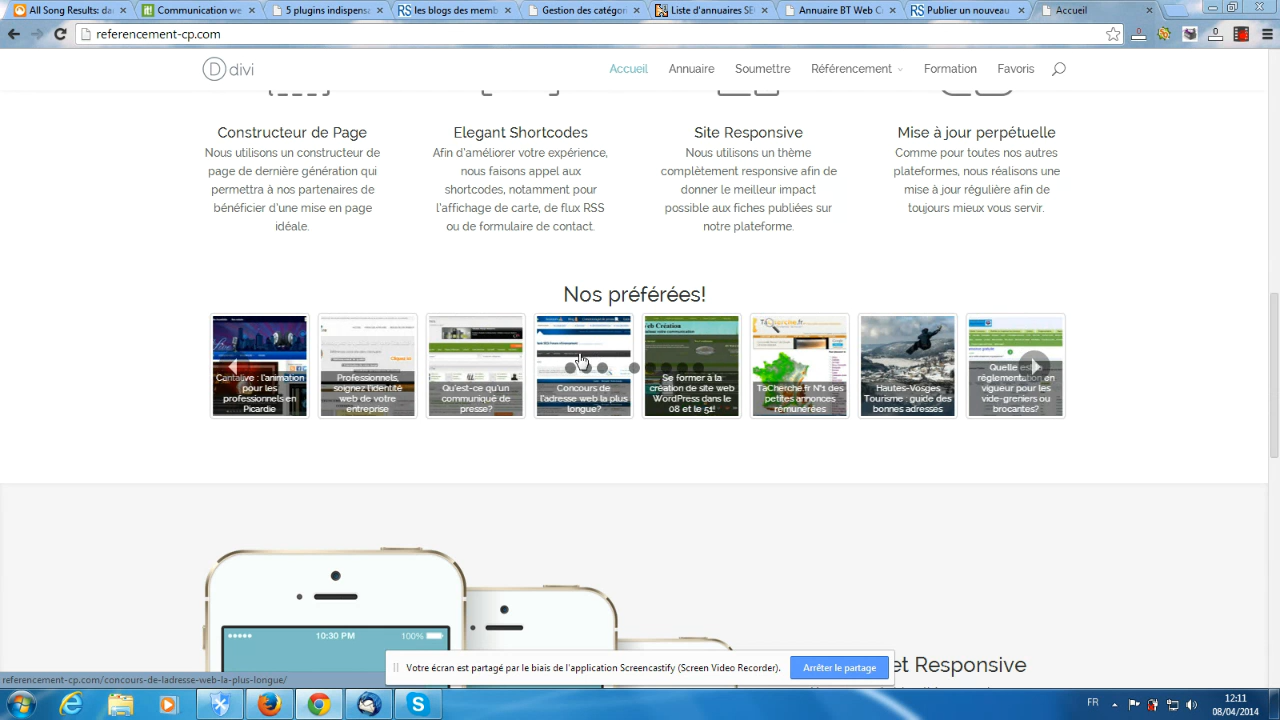 All Song Results: da
Communication we
5 plugins indispensa
les blogs des memb
Gestion des catégor
Liste d'annuaires SE
Annuaire BT Web C
Publier un nouveau
Accueil
referencement-cp.com
D divi
Accueil
Annuaire
Soumettre
Référencement
Formation
Favoris
Constructeur de Page
Nous utilisons un constructeur de
page de dernière génération qui
permettra à nos partenaires de
bénéficier d'une mise en page
idéale.
Elegant Shortcodes
Afin d'améliorer votre expérience,
nous faisons appel aux
shortcodes, notamment pour
l'affichage de carte, de flux RSS
ou de formulaire de contact.
Site Responsive
Nous utilisons un thème
complètement responsive afin de
donner le meilleur impact
possible aux fiches publiées sur
notre plateforme.
Mise à jour perpétuelle
Comme pour toutes nos autres
plateformes, nous réalisons une
mise à jour régulière afin de
toujours mieux vous servir.
Nos préférées!
Cantative : l'animation
pour les
professionnels en
Picardie
Professionnels,
soignez l'identité
web de votre
entreprise
Qu'est-ce qu'un
communiqué de
presse?
Concours de
l'adresse web la plus
longue?
Se former à la
création de site web
WordPress dans le
08 et le 51!
TaCherche.fr N°1 des
petites annonces
rémunérées
Hautes-Vosges
Tourisme : guide des
bonnes adresses
Quelle est la
réglementation en
vigueur pour les
vide-greniers ou
brocantes?
10:30 PM
100%
et Responsive
Votre écran est partagé par le biais de l'application Screencastify (Screen Video Recorder).
Arrêter le partage
referencement-cp.com/concours-de-ladresse-web-la-plus-longue/
FR
12:11
08/04/2014